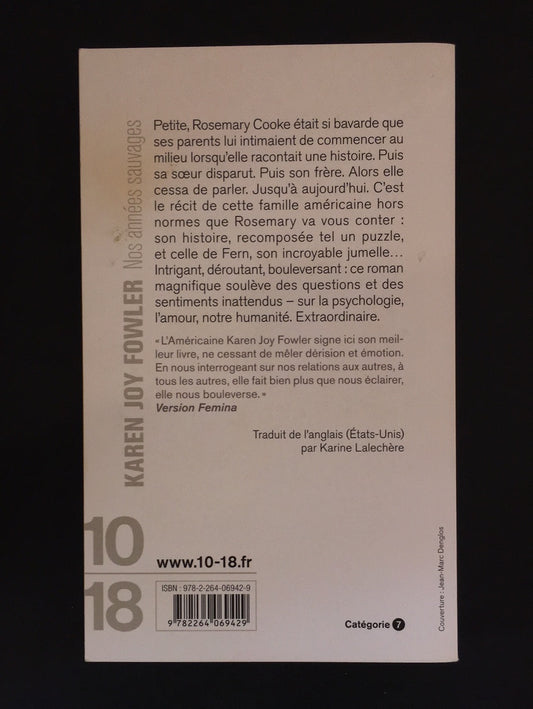 KAREN JOY FOWLER Nos années sauvages
Petite, Rosemary Cooke était si bavarde que
ses parents lui intimaient de commencer au
milieu lorsqu'elle racontait une histoire. Puis
sa sœur disparut. Puis son frère. Alors elle
cessa de parler. Jusqu'à aujourd'hui. C'est
le récit de cette famille américaine hors
normes que Rosemary va vous conter :
son histoire, recomposée tel un puzzle,
et celle de Fern, son incroyable jumelle…
Intrigant, déroutant, bouleversant : ce roman
magnifique soulève des questions et des
sentiments inattendus – sur la psychologie,
l'amour, notre humanité. Extraordinaire.
« L'Américaine Karen Joy Fowler signe ici son meil-
leur livre, ne cessant de mêler dérision et émotion.
En nous interrogeant sur nos relations aux autres, à
tous les autres, elle fait bien plus que nous éclairer,
elle nous bouleverse. »
Version Femina
Traduit de l'anglais (États-Unis)
par Karine Lalechère
10
18
www.10-18.fr
ISBN : 978-2-264-06942-9
9 782264 069429
Catégorie 7
Couverture : Jean-Marc Denglos